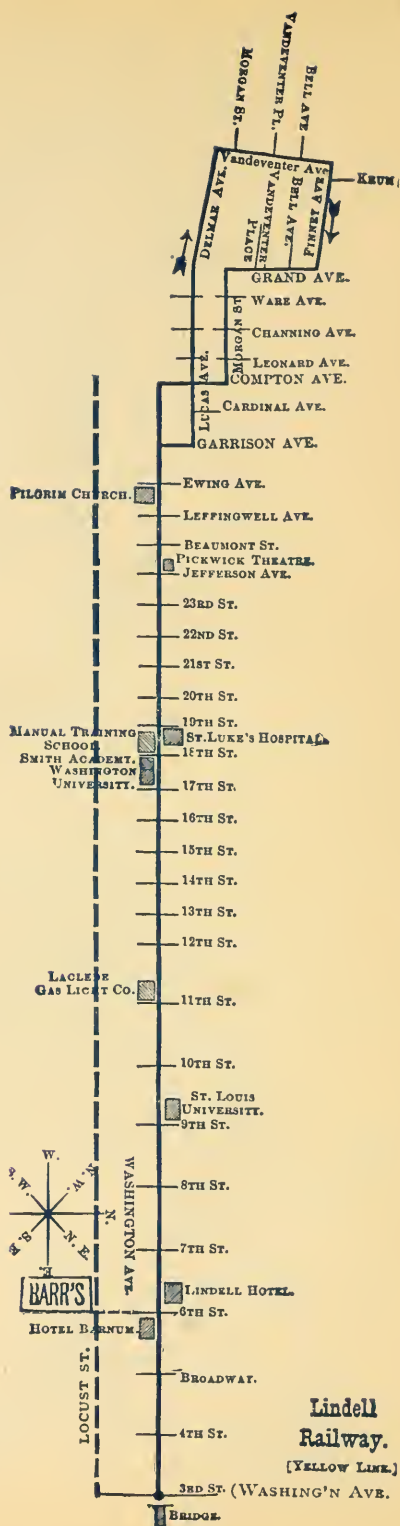 MORGAN ST.
VANDEVENTER PL.
BELL AVE
VANDEVENTER AVE
KEUM
DELMAR AVE.
VANDEVENTER PLACE
BELL AVE.
FINNEY AVE
GRAND AVE.
WARE AVE.
MORGAN ST
CHANNING AVE.
LUCAS AVE.
LEONARD AVE.
COMPTON AVE.
CARDINAL AVE.
GARRISON AVE.
EWING AVE.
PILGRIM CHURCH.
LEFFINGWELL AVE.
BEAUMONT ST.
PICKWICK THEATRE.
JEFFERSON AVE.
23RD ST.
22ND ST.
21ST ST.
20TH ST.
19TH ST.
MANUAL TRAINING
SCHOOL
ST. LUKE'S HOSPITAL.
18TH ST.
SMITH ACADEMY.
WASHINGTON
UNIVERSITY.
17TH ST.
16TH ST.
15TH ST.
14TH ST.
13TH ST.
12TH ST.
LACLEDE
GAS LIGHT CO.
11TH ST.
10TH ST.
ST. LOUIS
UNIVERSITY.
9TH ST.
W.
N.W.
S.W.
N.
S.E
N.E
E.
WASHINGTON AVE
8TH ST.
7TH ST.
BARR'S
LINDELL HOTEL.
6TH ST.
HOTEL BARNUM.
LOCUST ST.
BROADWAY.
4TH ST.
Lindell
Railway.
[YELLOW LINE.]
3RD ST. (WASHING'N AVE.
BRIDGE.